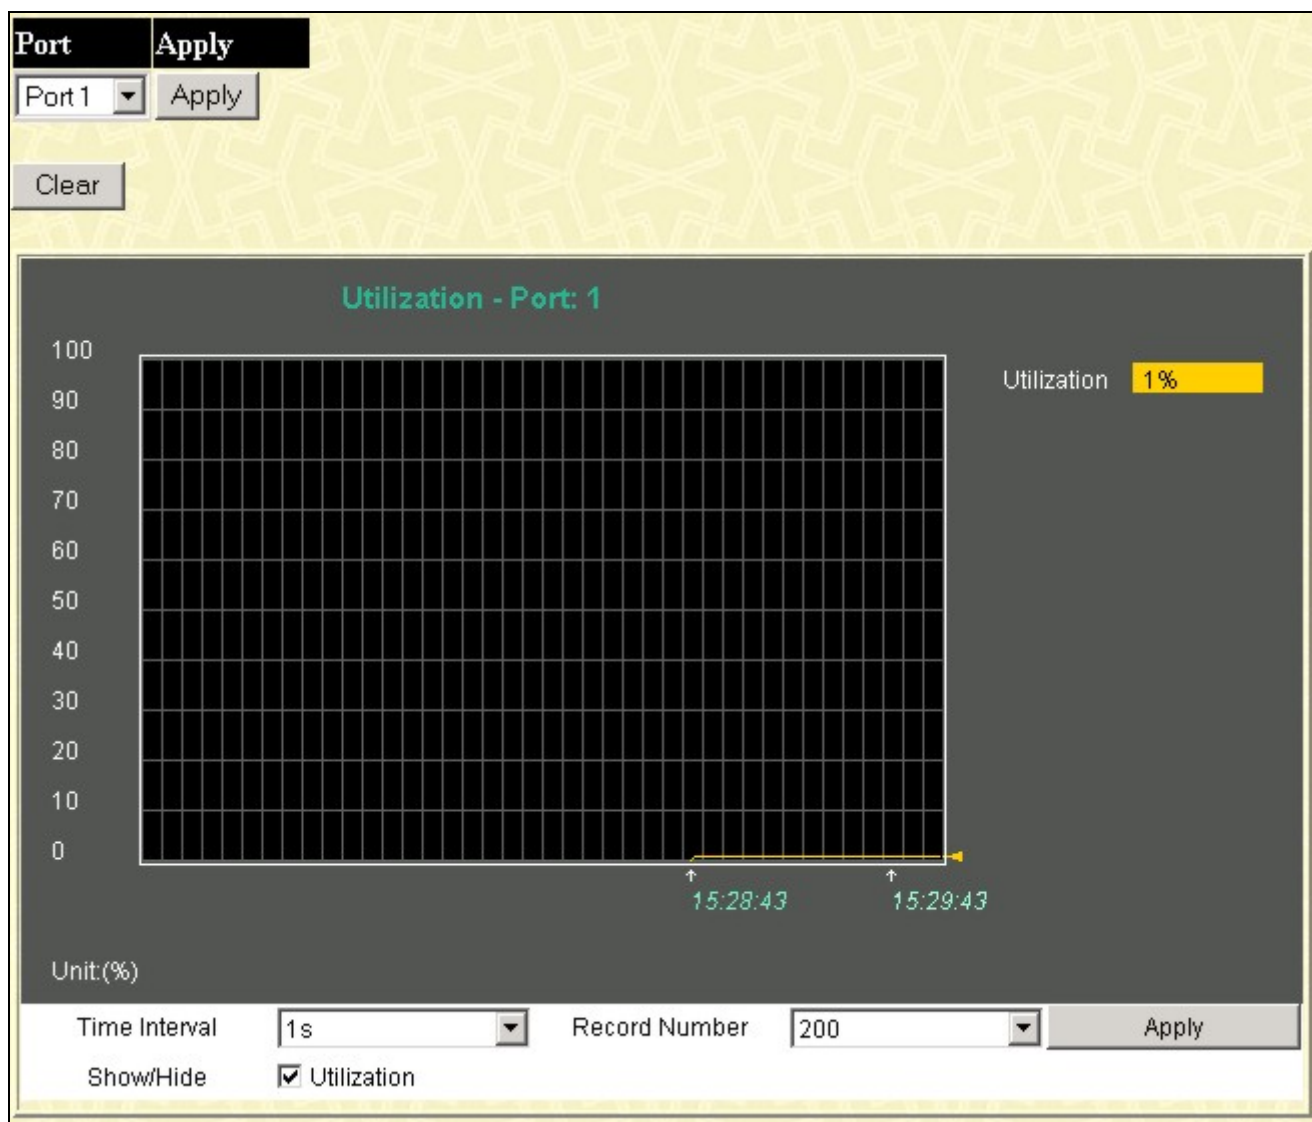 Port Apply
Port 1 Apply
Clear
Utilization - Port: 1
100
Utilization 1%
90
80
70
60
50
40
30
20
10
0
15:28:43 15:29:43
Unit:(%)
Time Interval 1s Record Number 200 Apply
Show/Hide Utilization